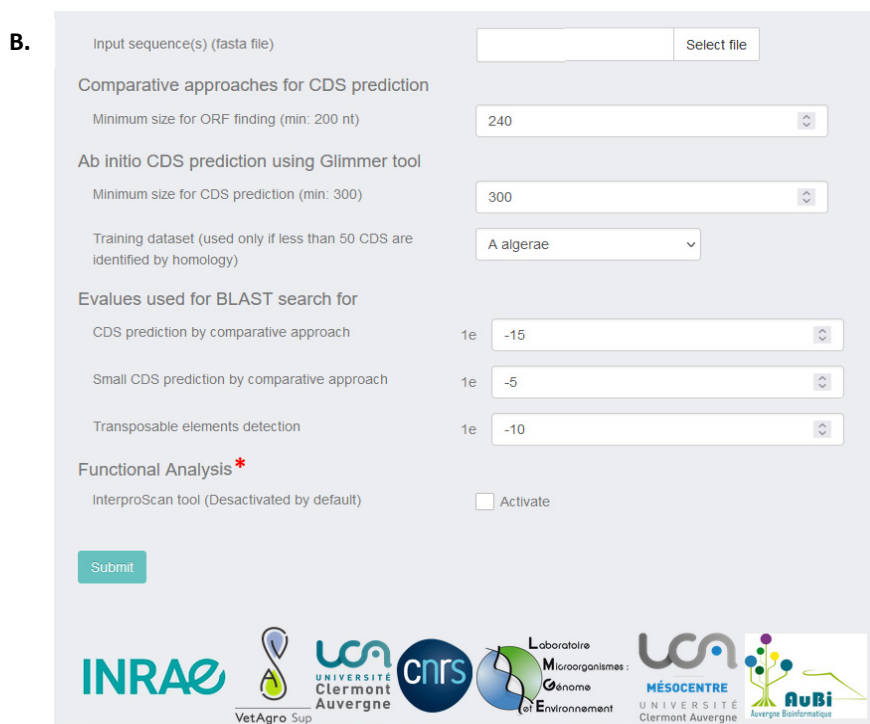 B.
Input sequence(s) (fasta file)
Select file
Comparative approaches for CDS prediction
Minimum size for ORF finding (min: 200 nt)
240
Ab initio CDS prediction using Glimmer tool
Minimum size for CDS prediction (min: 300)
300
Training dataset (used only if less than 50 CDS are
identified by homology)
A algerae
Evalues used for BLAST search for
CDS prediction by comparative approach
1e
-15
Small CDS prediction by comparative approach
1e
-5
Transposable elements detection
1e
-10
Functional Analysis*
InterproScan tool (Desactivated by default)
Activate
Submit
INRAE
VetAgro Sup
UCA
UNIVERSITÉ
Clermont
Auvergne
cnrs
Laboratoire
Microorganismes :
Génome
et Environnement
UCA
MÉSOCENTRE
UNIVERSITÉ
Clermont Auvergne
AuBi
Auvergne Bioinformatique